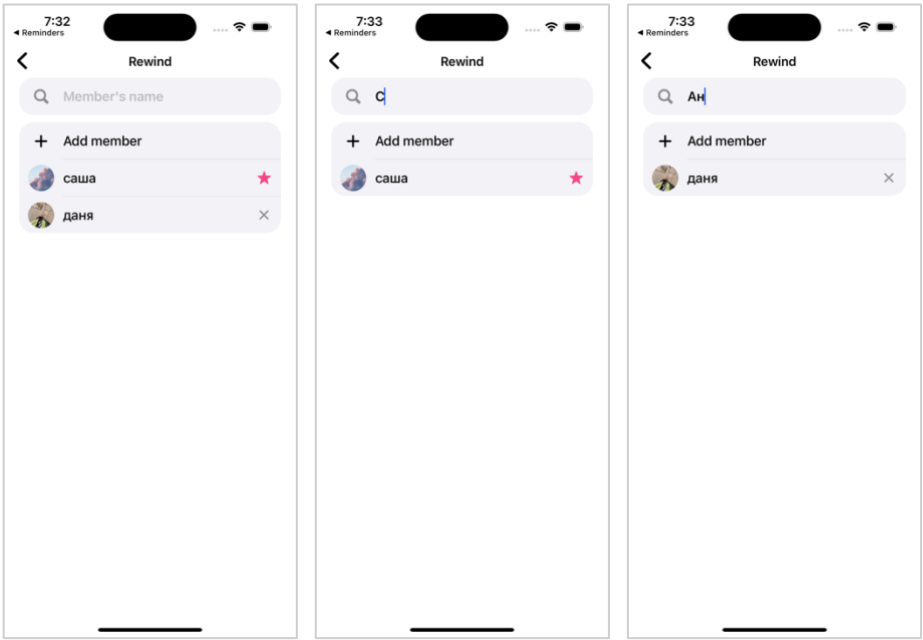 7:32
◀ Reminders
Rewind
Member's name
+ Add member
саша
даня
7:33
◀ Reminders
Rewind
С
+ Add member
саша
7:33
◀ Reminders
Rewind
Ан
+ Add member
даня